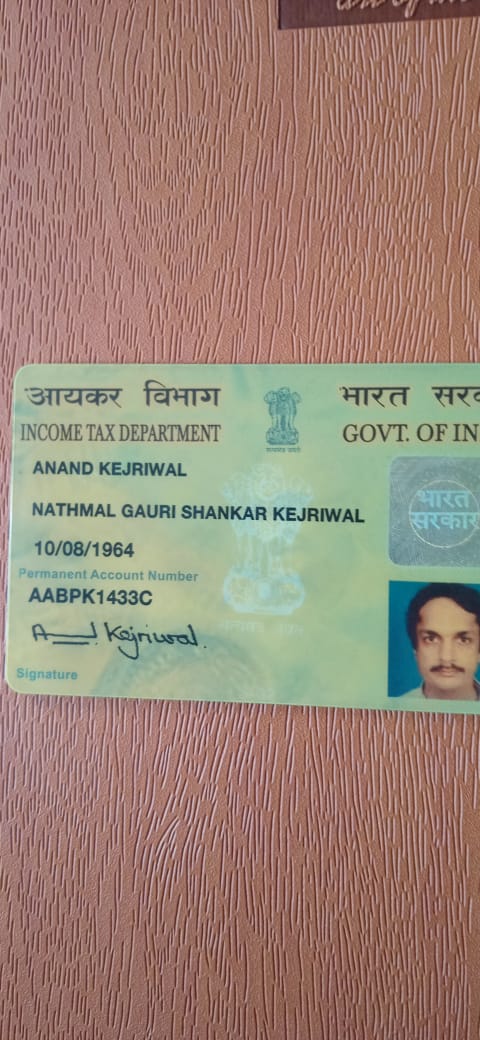 आयकर विभाग
INCOME TAX DEPARTMENT
भारत
GOVT. OF
ANAND KEJRIWAL
NATHMAL GAURI SHANKAR KEJRIWAL
भारत
सरकार
10/08/1964
Permanent Account Number
AABPK1433C
Kejriwal.
Signature